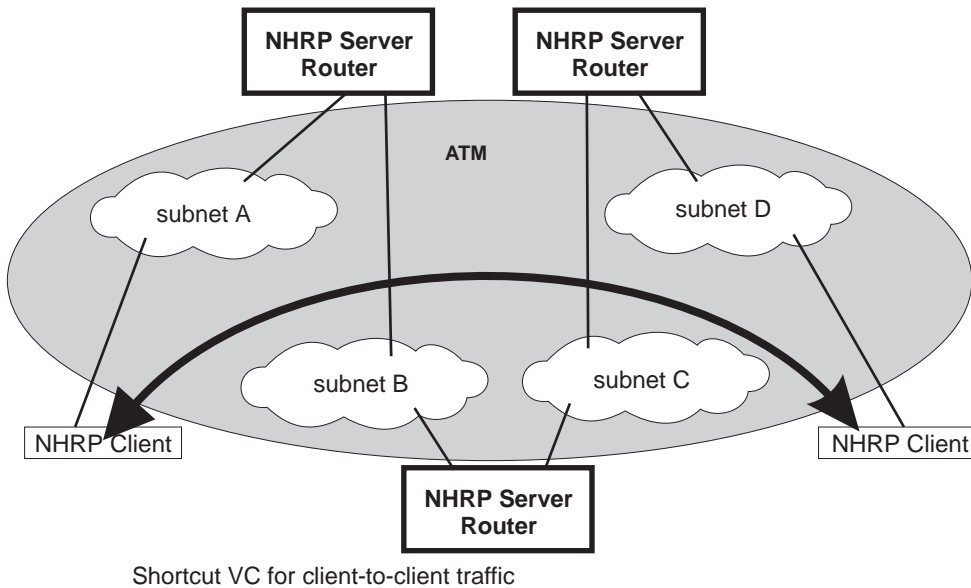 NHRP Server
Router
NHRP Server
Router
ATM
subnet A
subnet D
subnet B
subnet C
NHRP Client
NHRP Client
NHRP Server
Router
Shortcut VC for client-to-client traffic